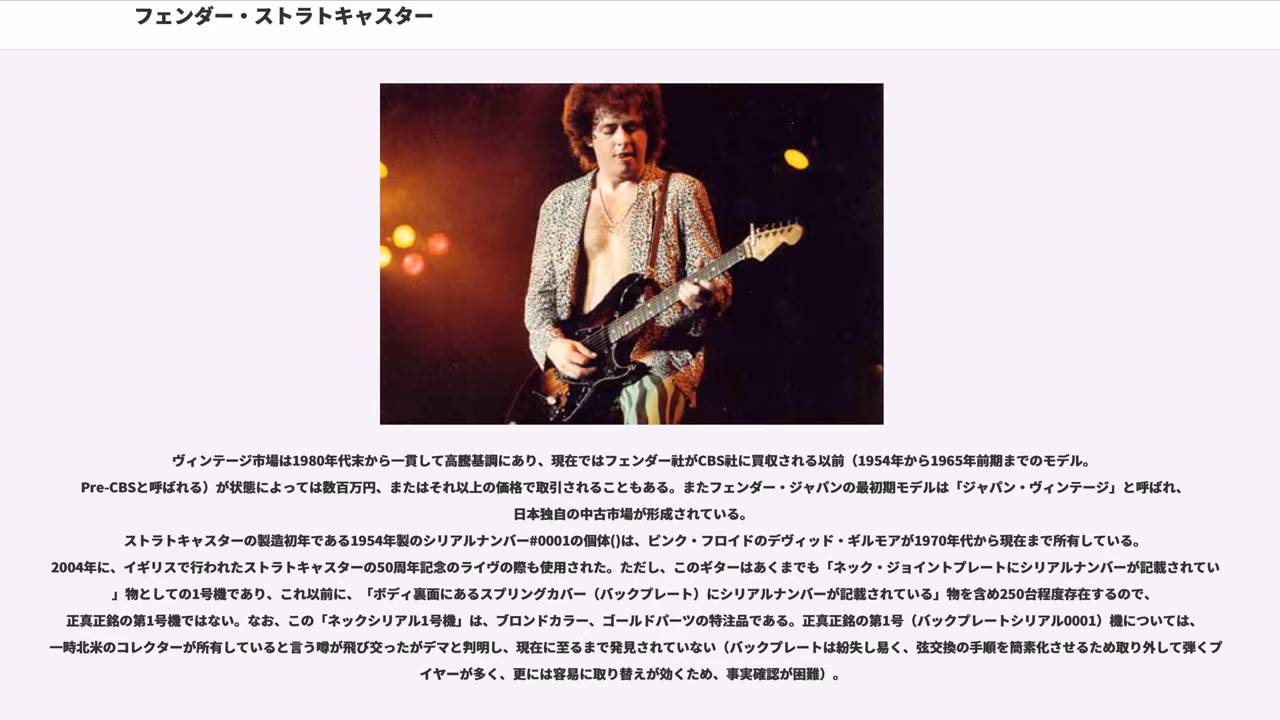 フェンダー・ストラトキャスター
ヴィンテージ市場は1980年代末から一貫して高騰基調にあり、現在ではフェンダー社がCBS社に買収される以前（1954年から1965年前期までのモデル。
Pre-CBSと呼ばれる）が状態によっては数百万円、またはそれ以上の価格で取引されることもある。またフェンダー・ジャパンの最初期モデルは「ジャパン・ヴィンテージ」と呼ばれ、
日本独自の中古市場が形成されている。
ストラトキャスターの製造初年である1954年製のシリアルナンバー#0001の個体()は、ピンク・フロイドのデヴィッド・ギルモアが1970年代から現在まで所有している。
2004年に、イギリスで行われたストラトキャスターの50周年記念のライヴの際も使用された。ただし、このギターはあくまでも「ネック・ジョイントプレートにシリアルナンバーが記載されてい
」物としての1号機であり、これ以前に、「ボディ裏面にあるスプリングカバー（バックプレート）にシリアルナンバーが記載されている」物を含め250台程度存在するので、
正真正銘の第1号機ではない。なお、この「ネックシリアル1号機」は、ブロンドカラー、ゴールドパーツの特注品である。正真正銘の第1号（バックプレートシリアル0001）機については、
一時北米のコレクターが所有していると言う噂が飛び交ったがデマと判明し、現在に至るまで発見されていない（バックプレートは紛失し易く、弦交換の手順を簡素化させるため取り外して弾くプ
イヤーが多く、更には容易に取り替えが効くため、事実確認が困難）。